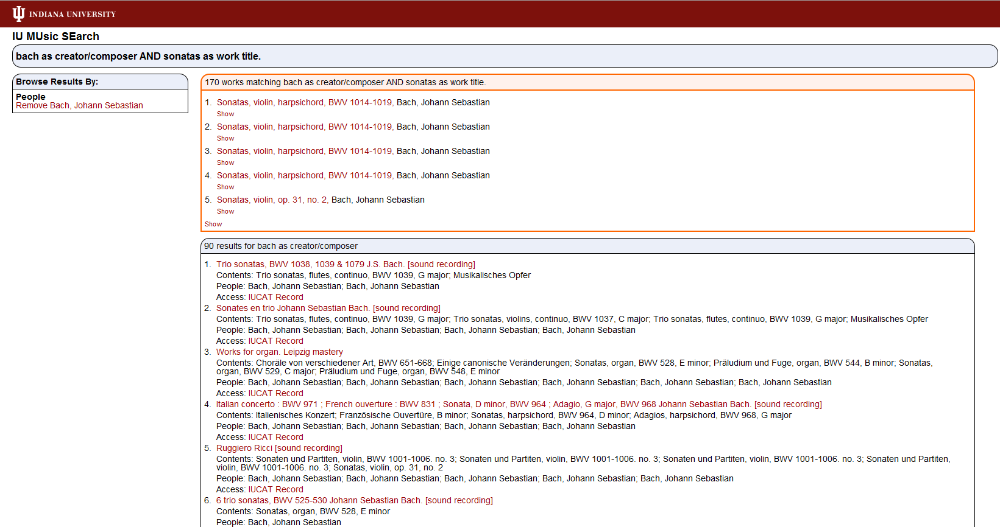 INDIANA UNIVERSITY
IU MUsic SEarch
bach as creator/composer AND sonatas as work title.
Browse Results By:
People
Remove Bach, Johann Sebastian
170 works matching bach as creator/composer AND sonatas as work title.
1. Sonatas, violin, harpsichord, BWV 1014-1019, Bach, Johann Sebastian
Show
2. Sonatas, violin, harpsichord, BWV 1014-1019, Bach, Johann Sebastian
Show
3. Sonatas, violin, harpsichord, BWV 1014-1019, Bach, Johann Sebastian
Show
4. Sonatas, violin, harpsichord, BWV 1014-1019, Bach, Johann Sebastian
Show
5. Sonatas, violin, op. 31, no. 2, Bach, Johann Sebastian
Show
Show
90 results for bach as creator/composer
1. Trio sonatas, BWV 1038, 1039 & 1079 J.S. Bach. [sound recording]
Contents: Trio sonatas, flutes, continuo, BWV 1039, G major; Musikalisches Opfer
People: Bach, Johann Sebastian; Bach, Johann Sebastian
Access: IUCAT Record
2. Sonates en trio Johann Sebastian Bach. [sound recording]
Contents: Trio sonatas, flutes, continuo, BWV 1039, G major; Trio sonatas, violins, continuo, BWV 1037, C major; Trio sonatas, flutes, continuo, BWV 1039, G major; Musikalisches Opfer
People: Bach, Johann Sebastian; Bach, Johann Sebastian; Bach, Johann Sebastian; Bach, Johann Sebastian
Access: IUCAT Record
3. Works for organ. Leipzig mastery
Contents: Choräle von verschiedener Art, BWV 651-668; Einige canonische Veränderungen; Sonatas, organ, BWV 528, E minor; Präludium und Fuge, organ, BWV 544, B minor; Sonatas,
organ, BWV 529, C major; Präludium und Fuge, organ, BWV 548, E minor
People: Bach, Johann Sebastian; Bach, Johann Sebastian; Bach, Johann Sebastian; Bach, Johann Sebastian; Bach, Johann Sebastian; Bach, Johann Sebastian
Access: IUCAT Record
4. Italian concerto : BWV 971 ; French ouverture : BWV 831 ; Sonata, D minor, BWV 964 ; Adagio, G major, BWV 968 Johann Sebastian Bach. [sound recording]
Contents: Italienisches Konzert; Französische Ouvertüre, B minor; Sonatas, harpsichord, BWV 964, D minor; Adagios, harpsichord, BWV 968, G major
People: Bach, Johann Sebastian; Bach, Johann Sebastian; Bach, Johann Sebastian; Bach, Johann Sebastian
Access: IUCAT Record
5. Ruggiero Ricci [sound recording]
Contents: Sonaten und Partiten, violin, BWV 1001-1006. no. 3; Sonaten und Partiten, violin, BWV 1001-1006. no. 3; Sonaten und Partiten, violin, BWV 1001-1006. no. 3; Sonaten und Partiten,
violin, BWV 1001-1006. no. 3; Sonatas, violin, op. 31, no. 2
People: Bach, Johann Sebastian; Bach, Johann Sebastian; Bach, Johann Sebastian; Bach, Johann Sebastian; Bach, Johann Sebastian
Access: IUCAT Record
6. 6 trio sonatas, BWV 525-530 Johann Sebastian Bach. [sound recording]
Contents: Sonatas, organ, BWV 528, E minor
People: Bach, Johann Sebastian